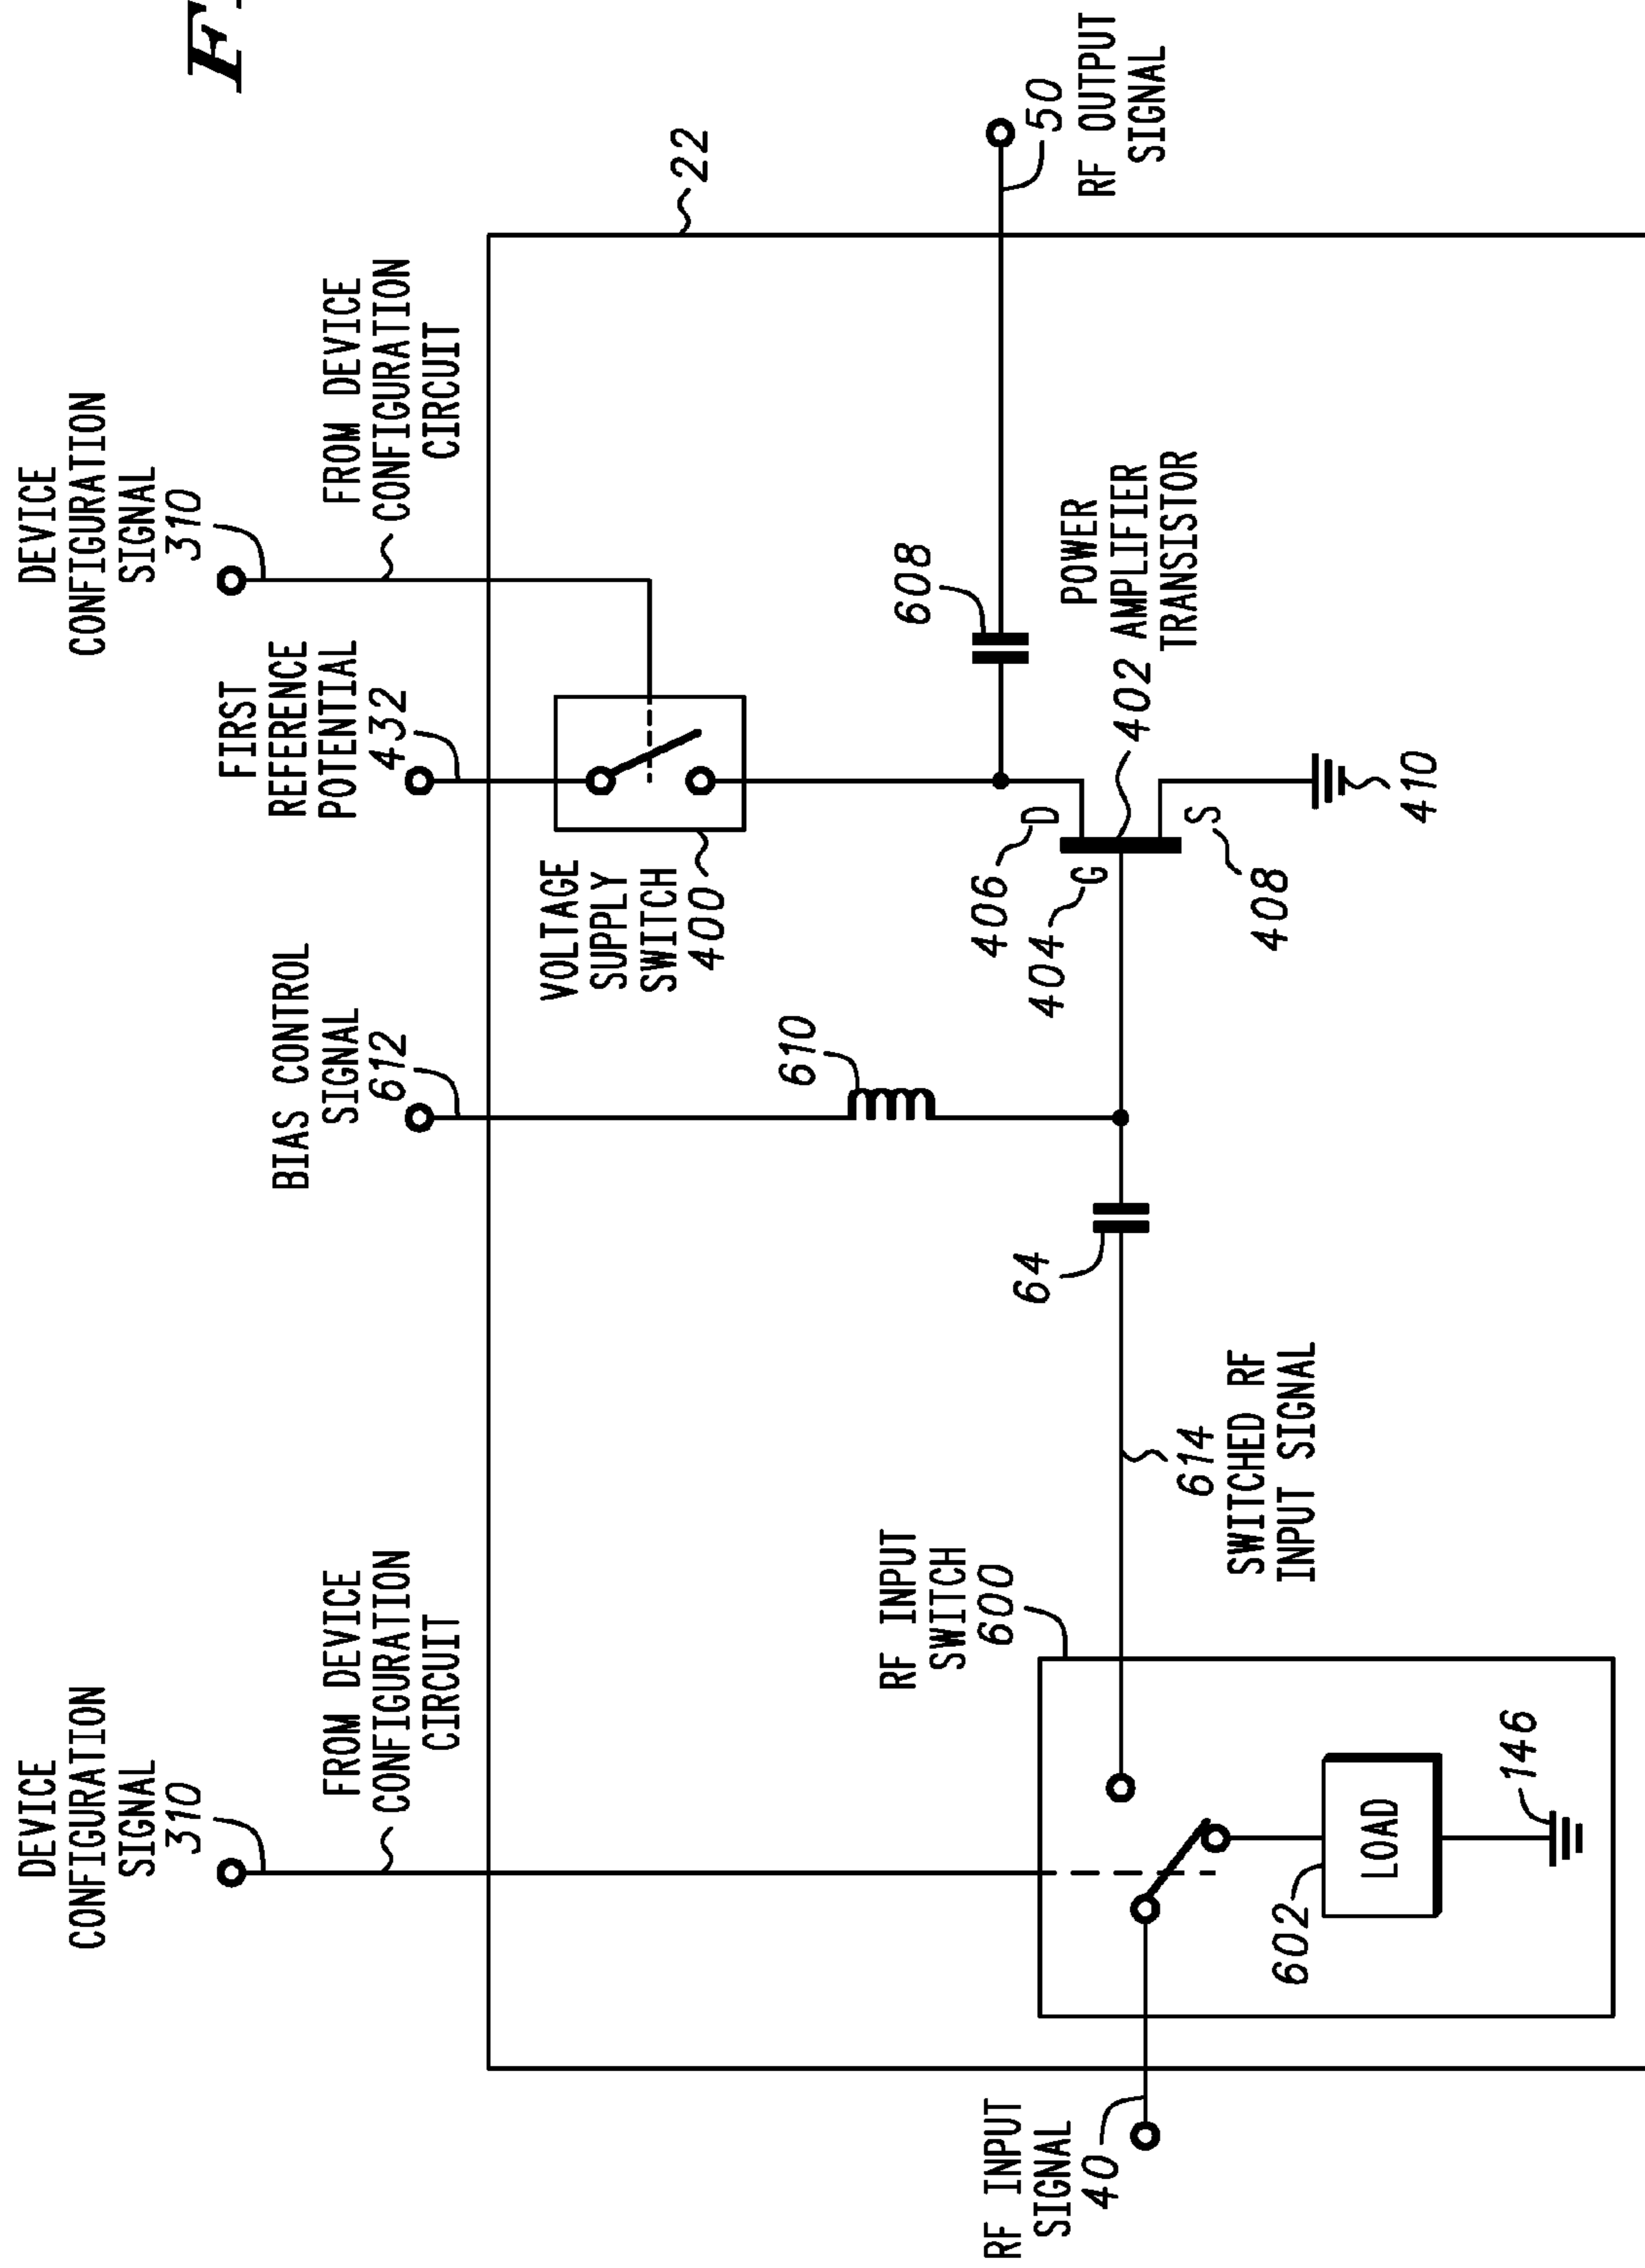 F
DEVICE
CONFIGURATION
SIGNAL
310
FROM DEVICE
CONFIGURATION
CIRCUIT
DEVICE
CONFIGURATION
SIGNAL
310
FROM DEVICE
CONFIGURATION
CIRCUIT
BIAS CONTROL
SIGNAL
612
FIRST
REFERENCE
POTENTIAL
432
22
VOLTAGE
SUPPLY
SWITCH
400
610
608
50
RF OUTPUT
SIGNAL
406
D
404
G
402
POWER
AMPLIFIER
TRANSISTOR
S
408
410
64
614
SWITCHED RF
INPUT SIGNAL
RF INPUT
SWITCH
600
RF INPUT
SIGNAL
40
602
LOAD
146